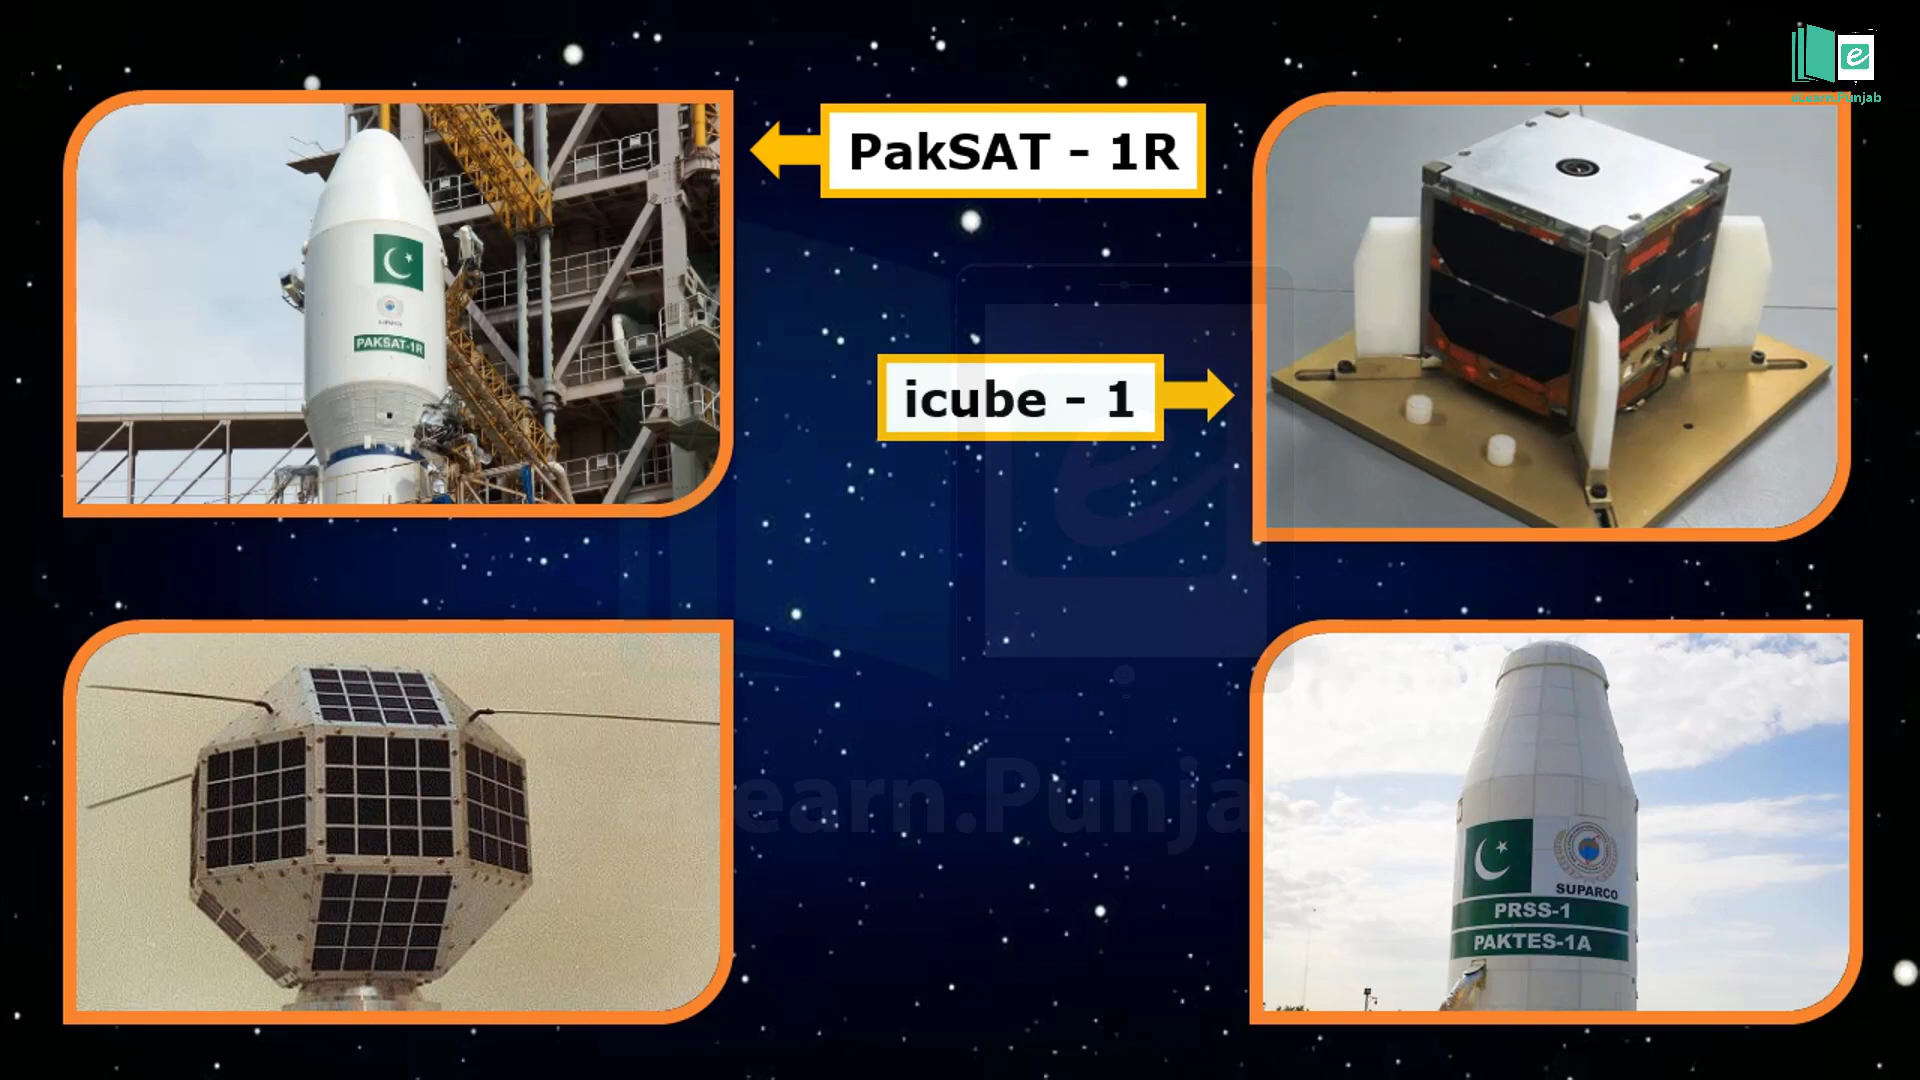 eLearn.Punjab
PakSAT - 1R
PAKSAT-1R
icube - 1
eLearn.Punjab
SUPARCO
PRSS-1
PAKTES-1A